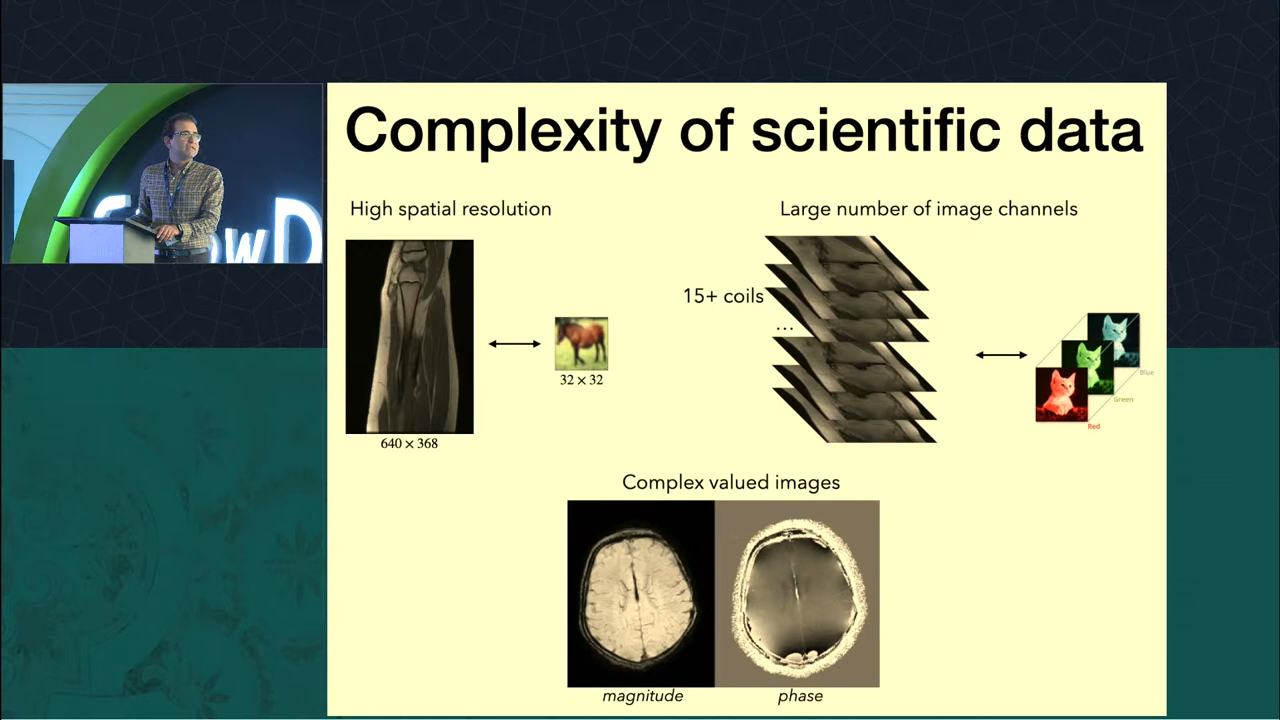 Complexity of scientific data
High spatial resolution
Large number of image channels
15+ coils
...
32 × 32
640 × 368
Blue
Green
Red
Complex valued images
magnitude
phase